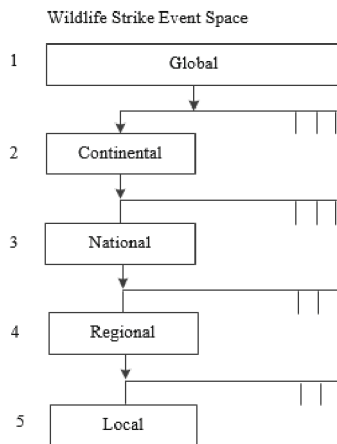 Wildlife Strike Event Space
1 Global
2 Continental
3 National
4 Regional
5 Local